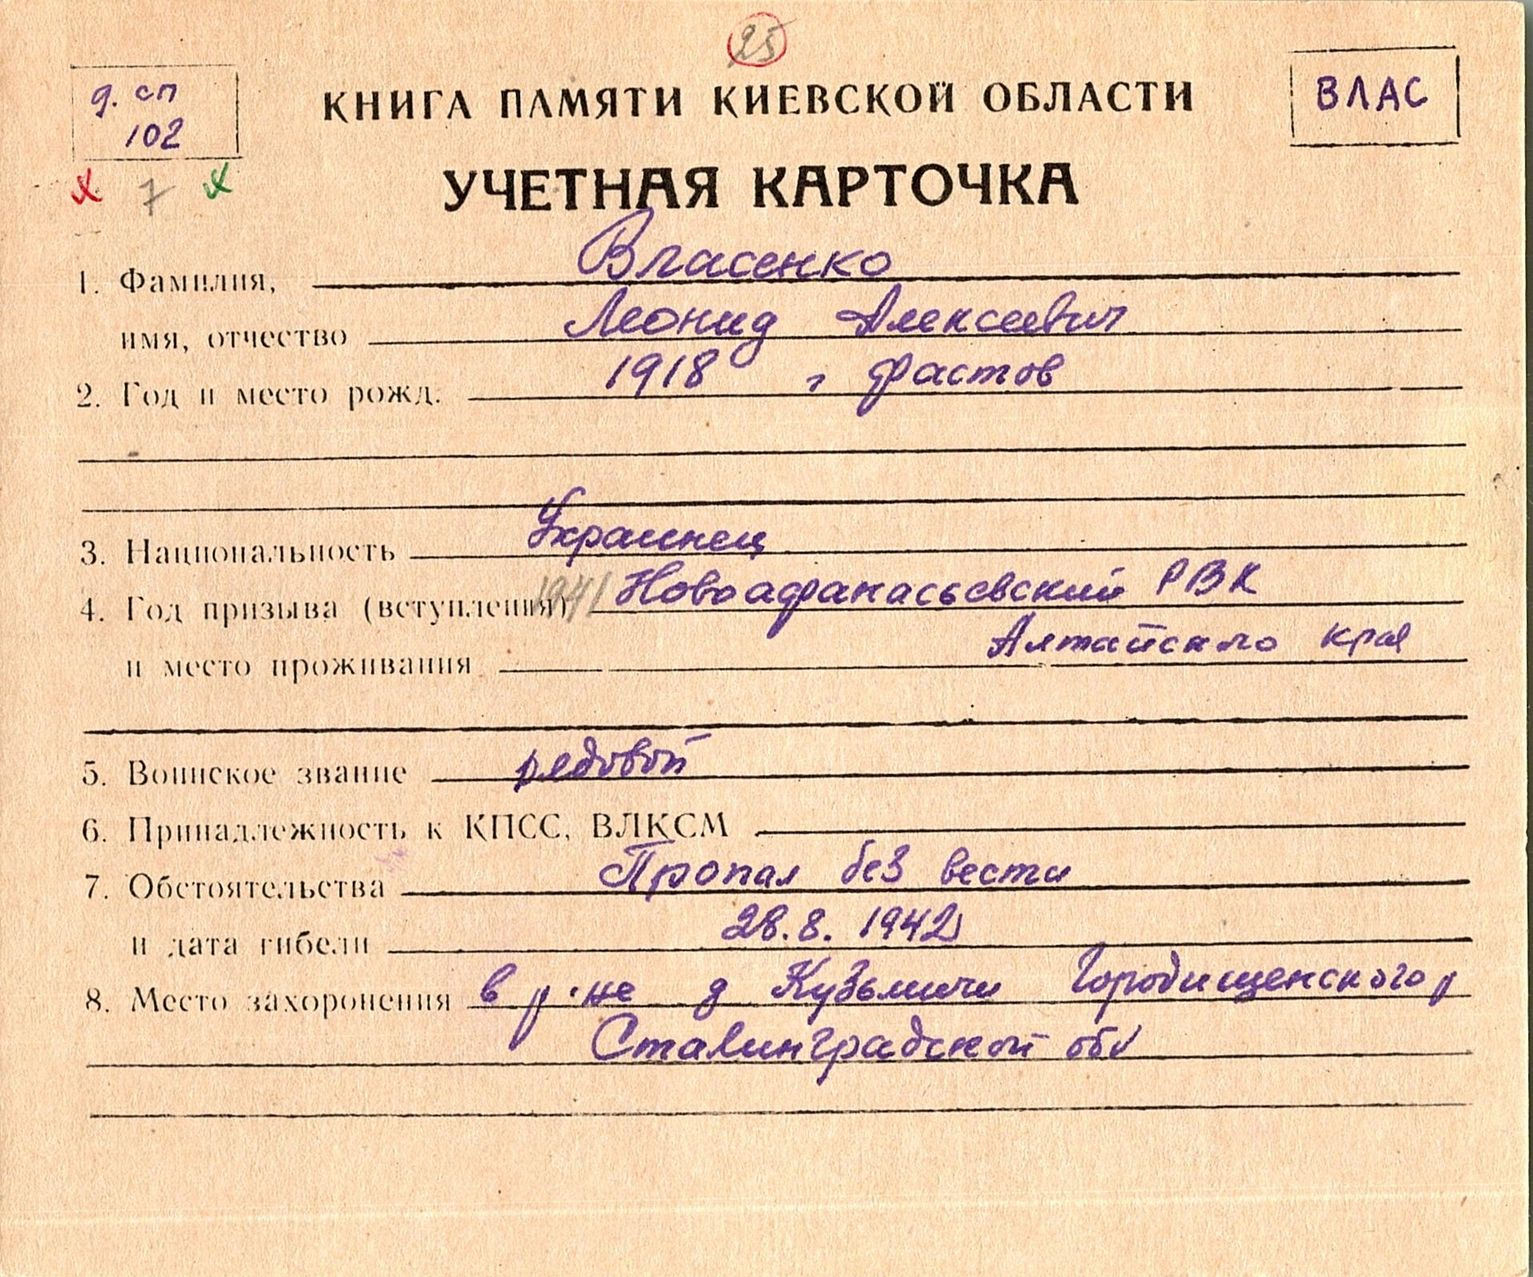 25
д. сп
102
КНИГА ПАМЯТИ КИЕВСКОЙ ОБЛАСТИ
ВЛАС
7
УЧЕТНАЯ КАРТОЧКА
1. Фамилия, Власенко
имя, отчество Леонид Алексеевич
2. Год и место рожд. 1918 г Фастов
3. Национальность Украинец
4. Год призыва (вступления) 1941 Новоафанасьевский РВК
и место проживания Алтайского края
5. Воинское звание рядовой
6. Принадлежность к КПСС, ВЛКСМ
7. Обстоятельства Пропал без вести
и дата гибели 28.8.1942
8. Место захоронения в р-не д Кузьмичи Городищенского р
Сталинградской обл